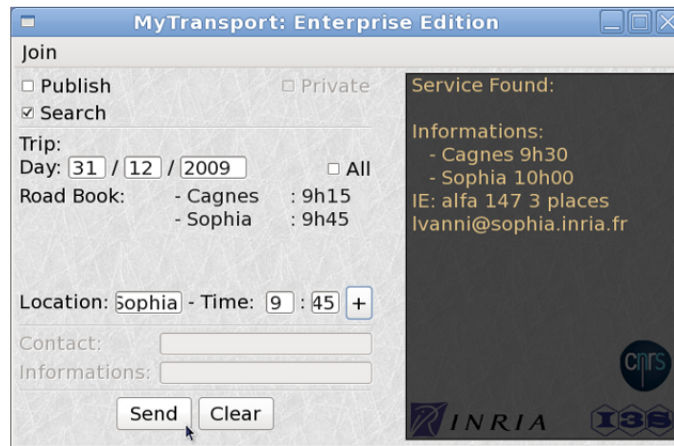 MyTransport: Enterprise Edition
Join
Publish
Private
Search
Trip:
Day: 31 / 12 / 2009
All
Road Book: - Cagnes : 9h15
- Sophia : 9h45
Location: Sophia - Time: 9 : 45 +
Contact:
Informations:
Send Clear
Service Found:
Informations:
- Cagnes 9h30
- Sophia 10h00
IE: alfa 147 3 places
lvanni@sophia.inria.fr
cnrs
INRIA
I3S